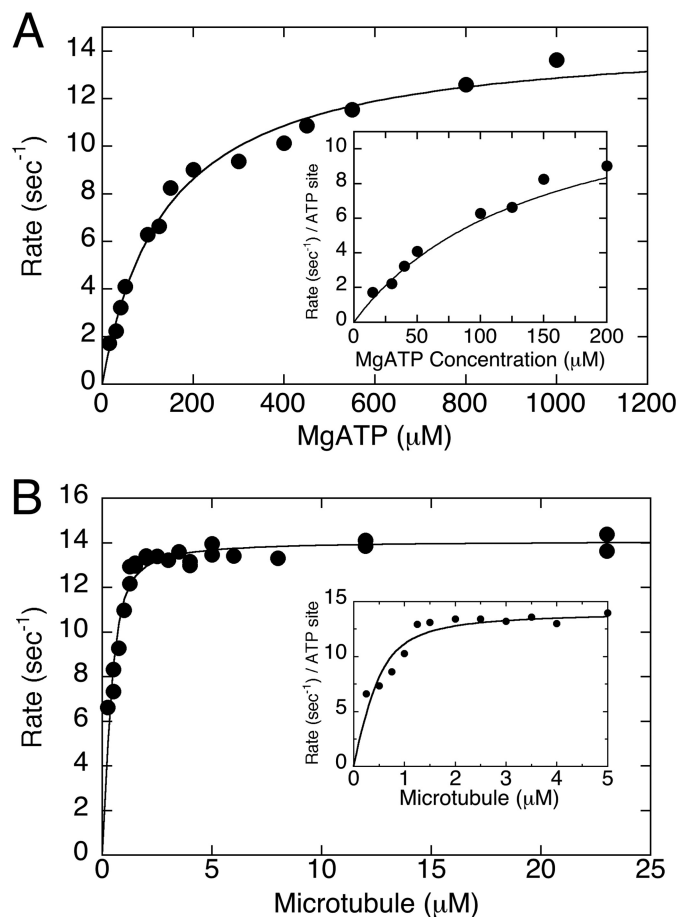 A
14
12
10
8
6
4
2
0
Rate (sec⁻¹)
0 200 400 600 800 1000 1200
MgATP (μM)
10
8
6
4
2
0
Rate (sec⁻¹) / ATP site
0 50 100 150 200
MgATP Concentration (μM)
B
16
14
12
10
8
6
4
2
0
Rate (sec⁻¹)
0 5 10 15 20 25
Microtubule (μM)
15
10
5
0
Rate (sec⁻¹) / ATP site
0 1 2 3 4 5
Microtubule (μM)